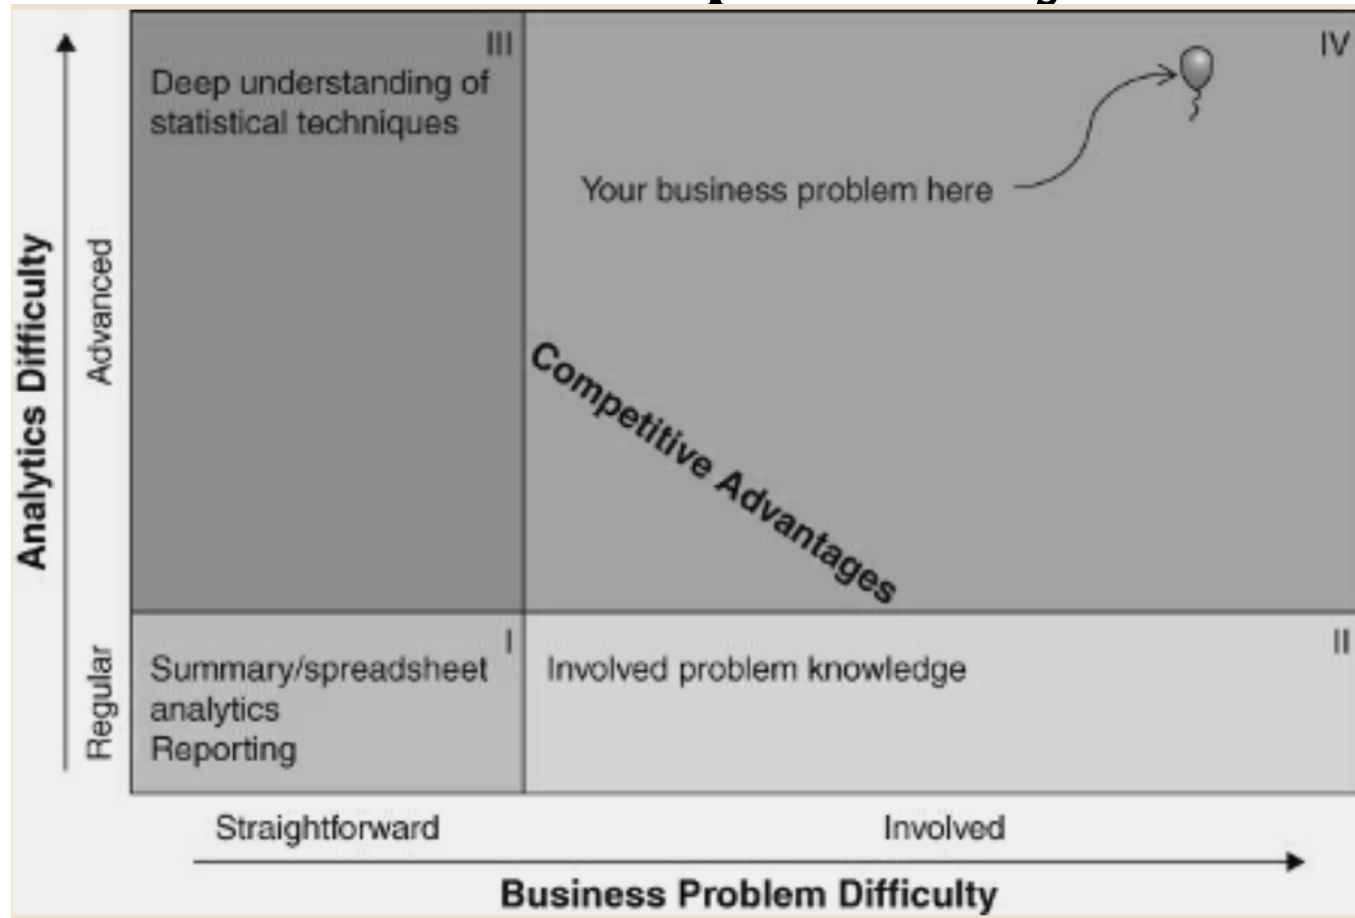 III
Deep understanding of
statistical techniques
IV
Your business problem here
Competitive Advantages
Analytics Difficulty
Advanced
Regular
I
Summary/spreadsheet
analytics
Reporting
II
Involved problem knowledge
Straightforward
Involved
Business Problem Difficulty